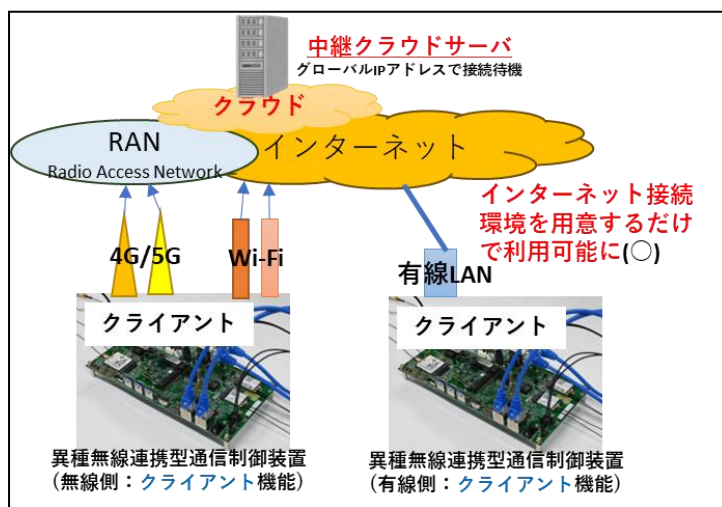 中継クラウドサーバ
グローバルIPアドレスで接続待機
クラウド
RAN
Radio Access Network
インターネット
インターネット接続
環境を用意するだけ
で利用可能に(○)
4G/5G
Wi-Fi
有線LAN
クライアント
クライアント
異種無線連携型通信制御装置
(無線側：クライアント機能)
異種無線連携型通信制御装置
(有線側：クライアント機能)